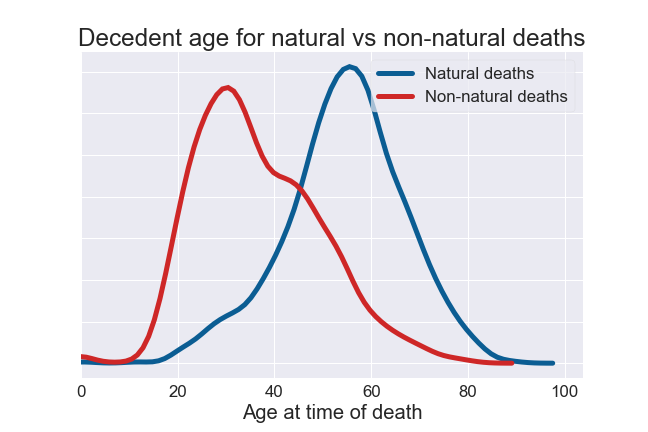 Decedent age for natural vs non-natural deaths
Natural deaths
Non-natural deaths
0 20 40 60 80 100
Age at time of death